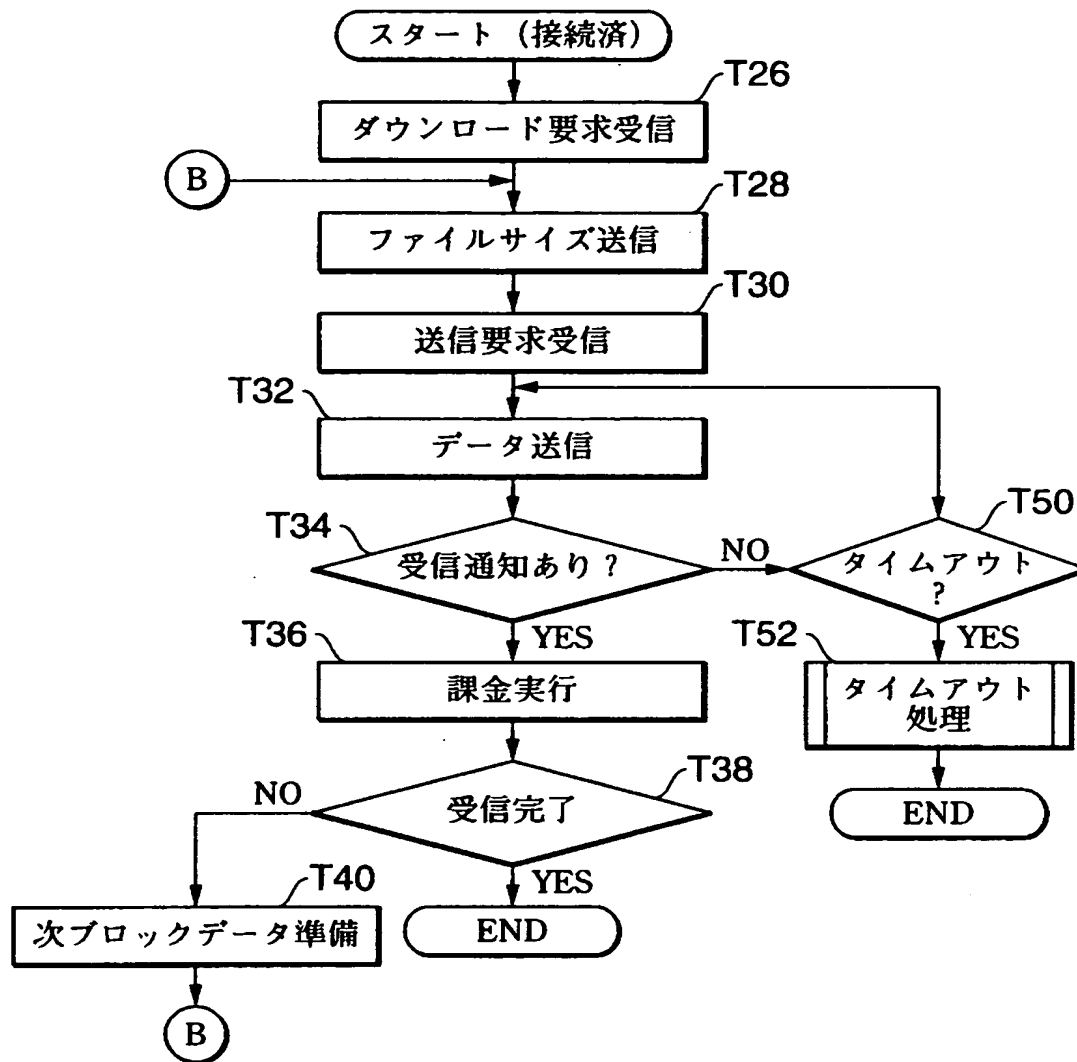 スタート (接続済)
T26
ダウンロード要求受信
B
T28
ファイルサイズ送信
T30
送信要求受信
T32
データ送信
T34
受信通知あり?
NO
T50
タイムアウト
?
YES
T36
課金実行
YES
T52
タイムアウト
処理
T38
受信完了
NO
END
YES
T40
次ブロックデータ準備
END
B